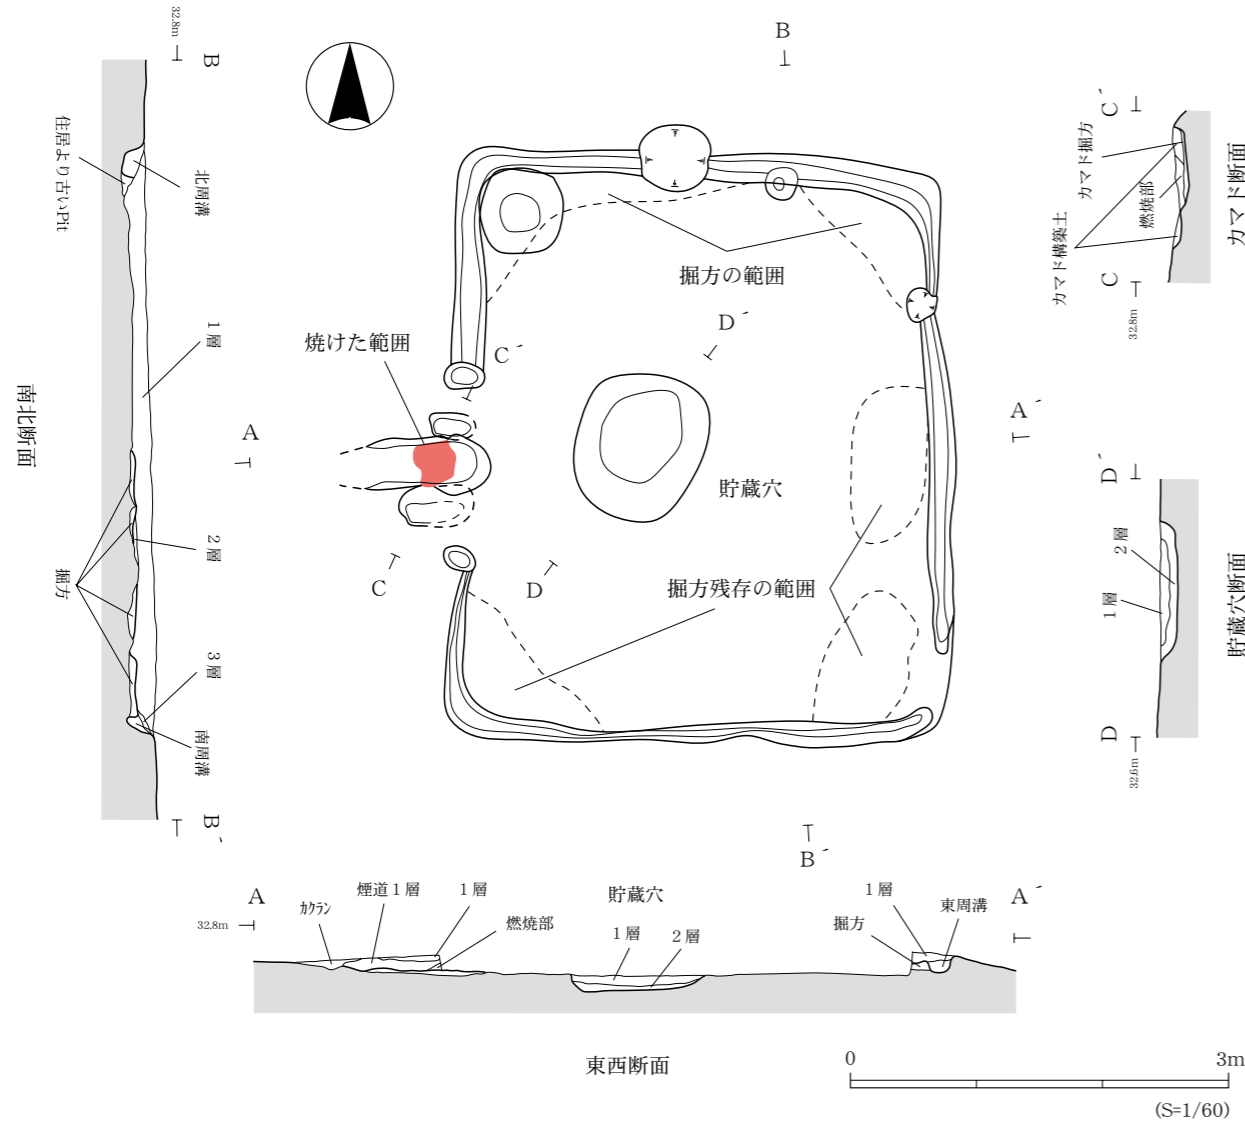 32.8m
B
住居より古いPit
北周溝
1層
南北断面
2層
掘方
3層
南周溝
B´
B
掘方の範囲
D´
焼けた範囲
C´
A
A´
貯蔵穴
C
D
掘方残存の範囲
B´
C´
カマド掘方
燃焼部
カマド構築土
カマド断面
C
32.8m
D´
2層
1層
貯蔵穴断面
D
32.6m
A
32.8m
カクラン
煙道1層
1層
燃焼部
貯蔵穴
1層
2層
1層
掘方
東周溝
A´
東西断面
0
3m
(S=1/60)